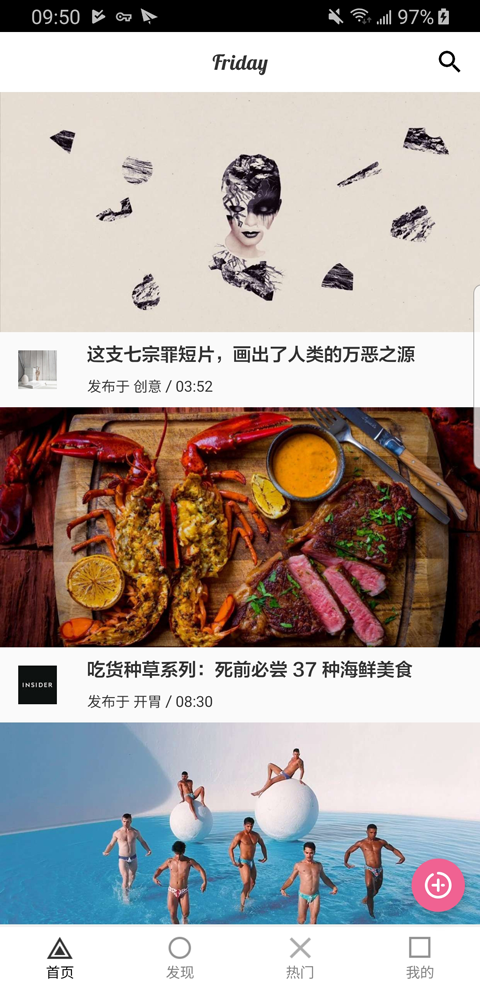 09:50
97%
Friday
这支七宗罪短片，画出了人类的万恶之源
发布于 创意 / 03:52
INSIDER
吃货种草系列：死前必尝 37 种海鲜美食
发布于 开胃 / 08:30
首页
发现
热门
我的